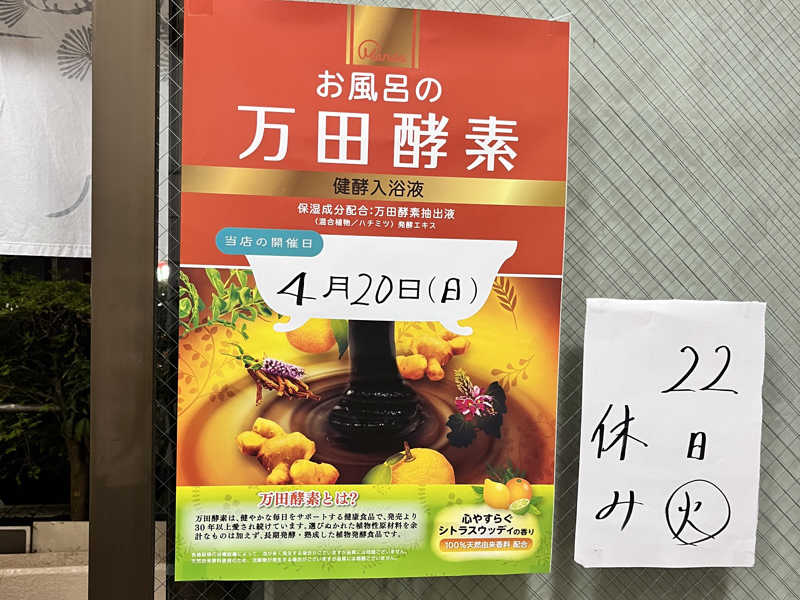 お風呂の
万田酵素
健酵入浴液
保湿成分配合:万田酵素抽出液
(混合植物/ハチミツ)発酵エキス
当店の開催日
4月20日(日)
万田酵素とは?
万田酵素は、健やかな毎日をサポートする健康食品で、発売より
30年以上愛され続けています。選びぬかれた植物性原材料を余
計なものは加えず、長期発酵・熟成した植物発酵食品です。
心やすらぐ
シトラスウッディの香り
100%天然由来香料 配合
22
日
㊋
休
み